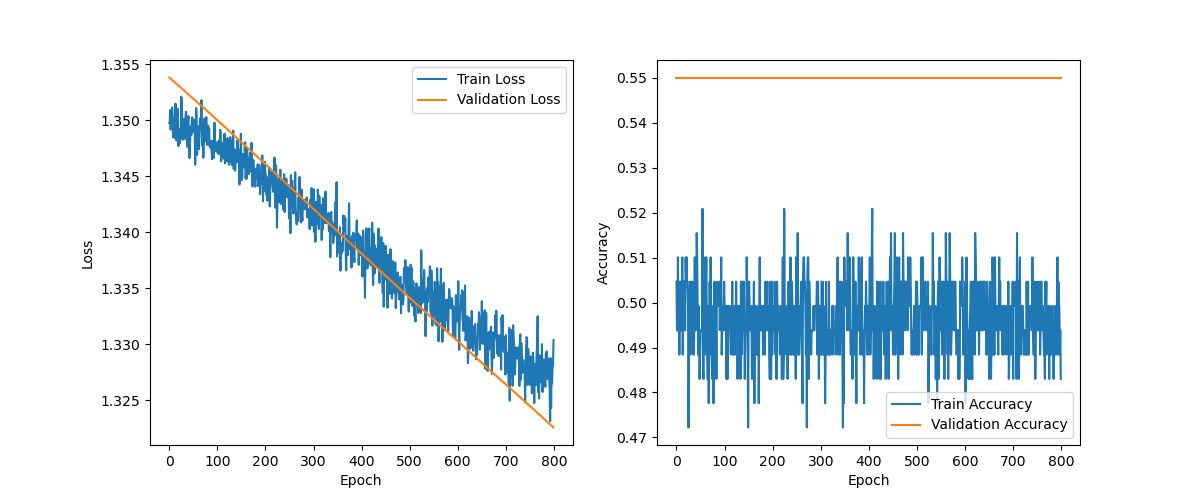 Train Loss
Validation Loss
1.355
1.350
1.345
1.340
1.335
1.330
1.325
Loss
0 100 200 300 400 500 600 700 800
Epoch
0.55
0.54
0.53
0.52
0.51
0.50
0.49
0.48
0.47
Accuracy
Train Accuracy
Validation Accuracy
0 100 200 300 400 500 600 700 800
Epoch